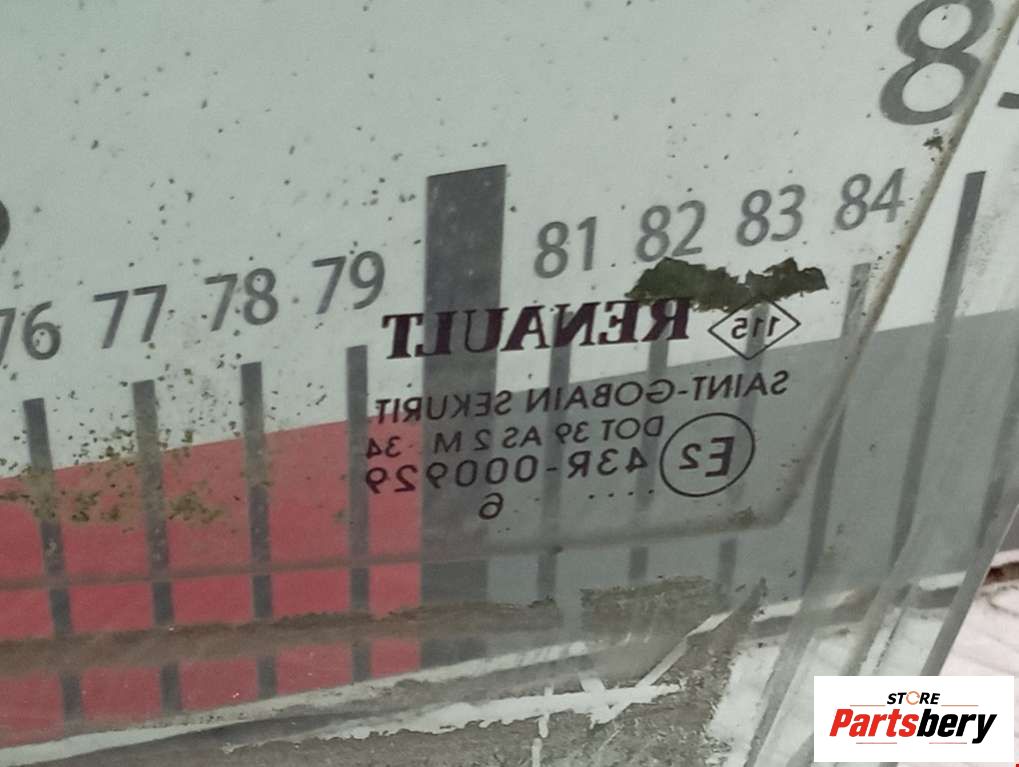 8
81 82 83 84
76 77 78 79
RENAULT 115
SAINT-GOBAIN SEKURIT
DOT 39 AS 2 M 34
E2 43R-000929
.... 6
STORE
Partsbery